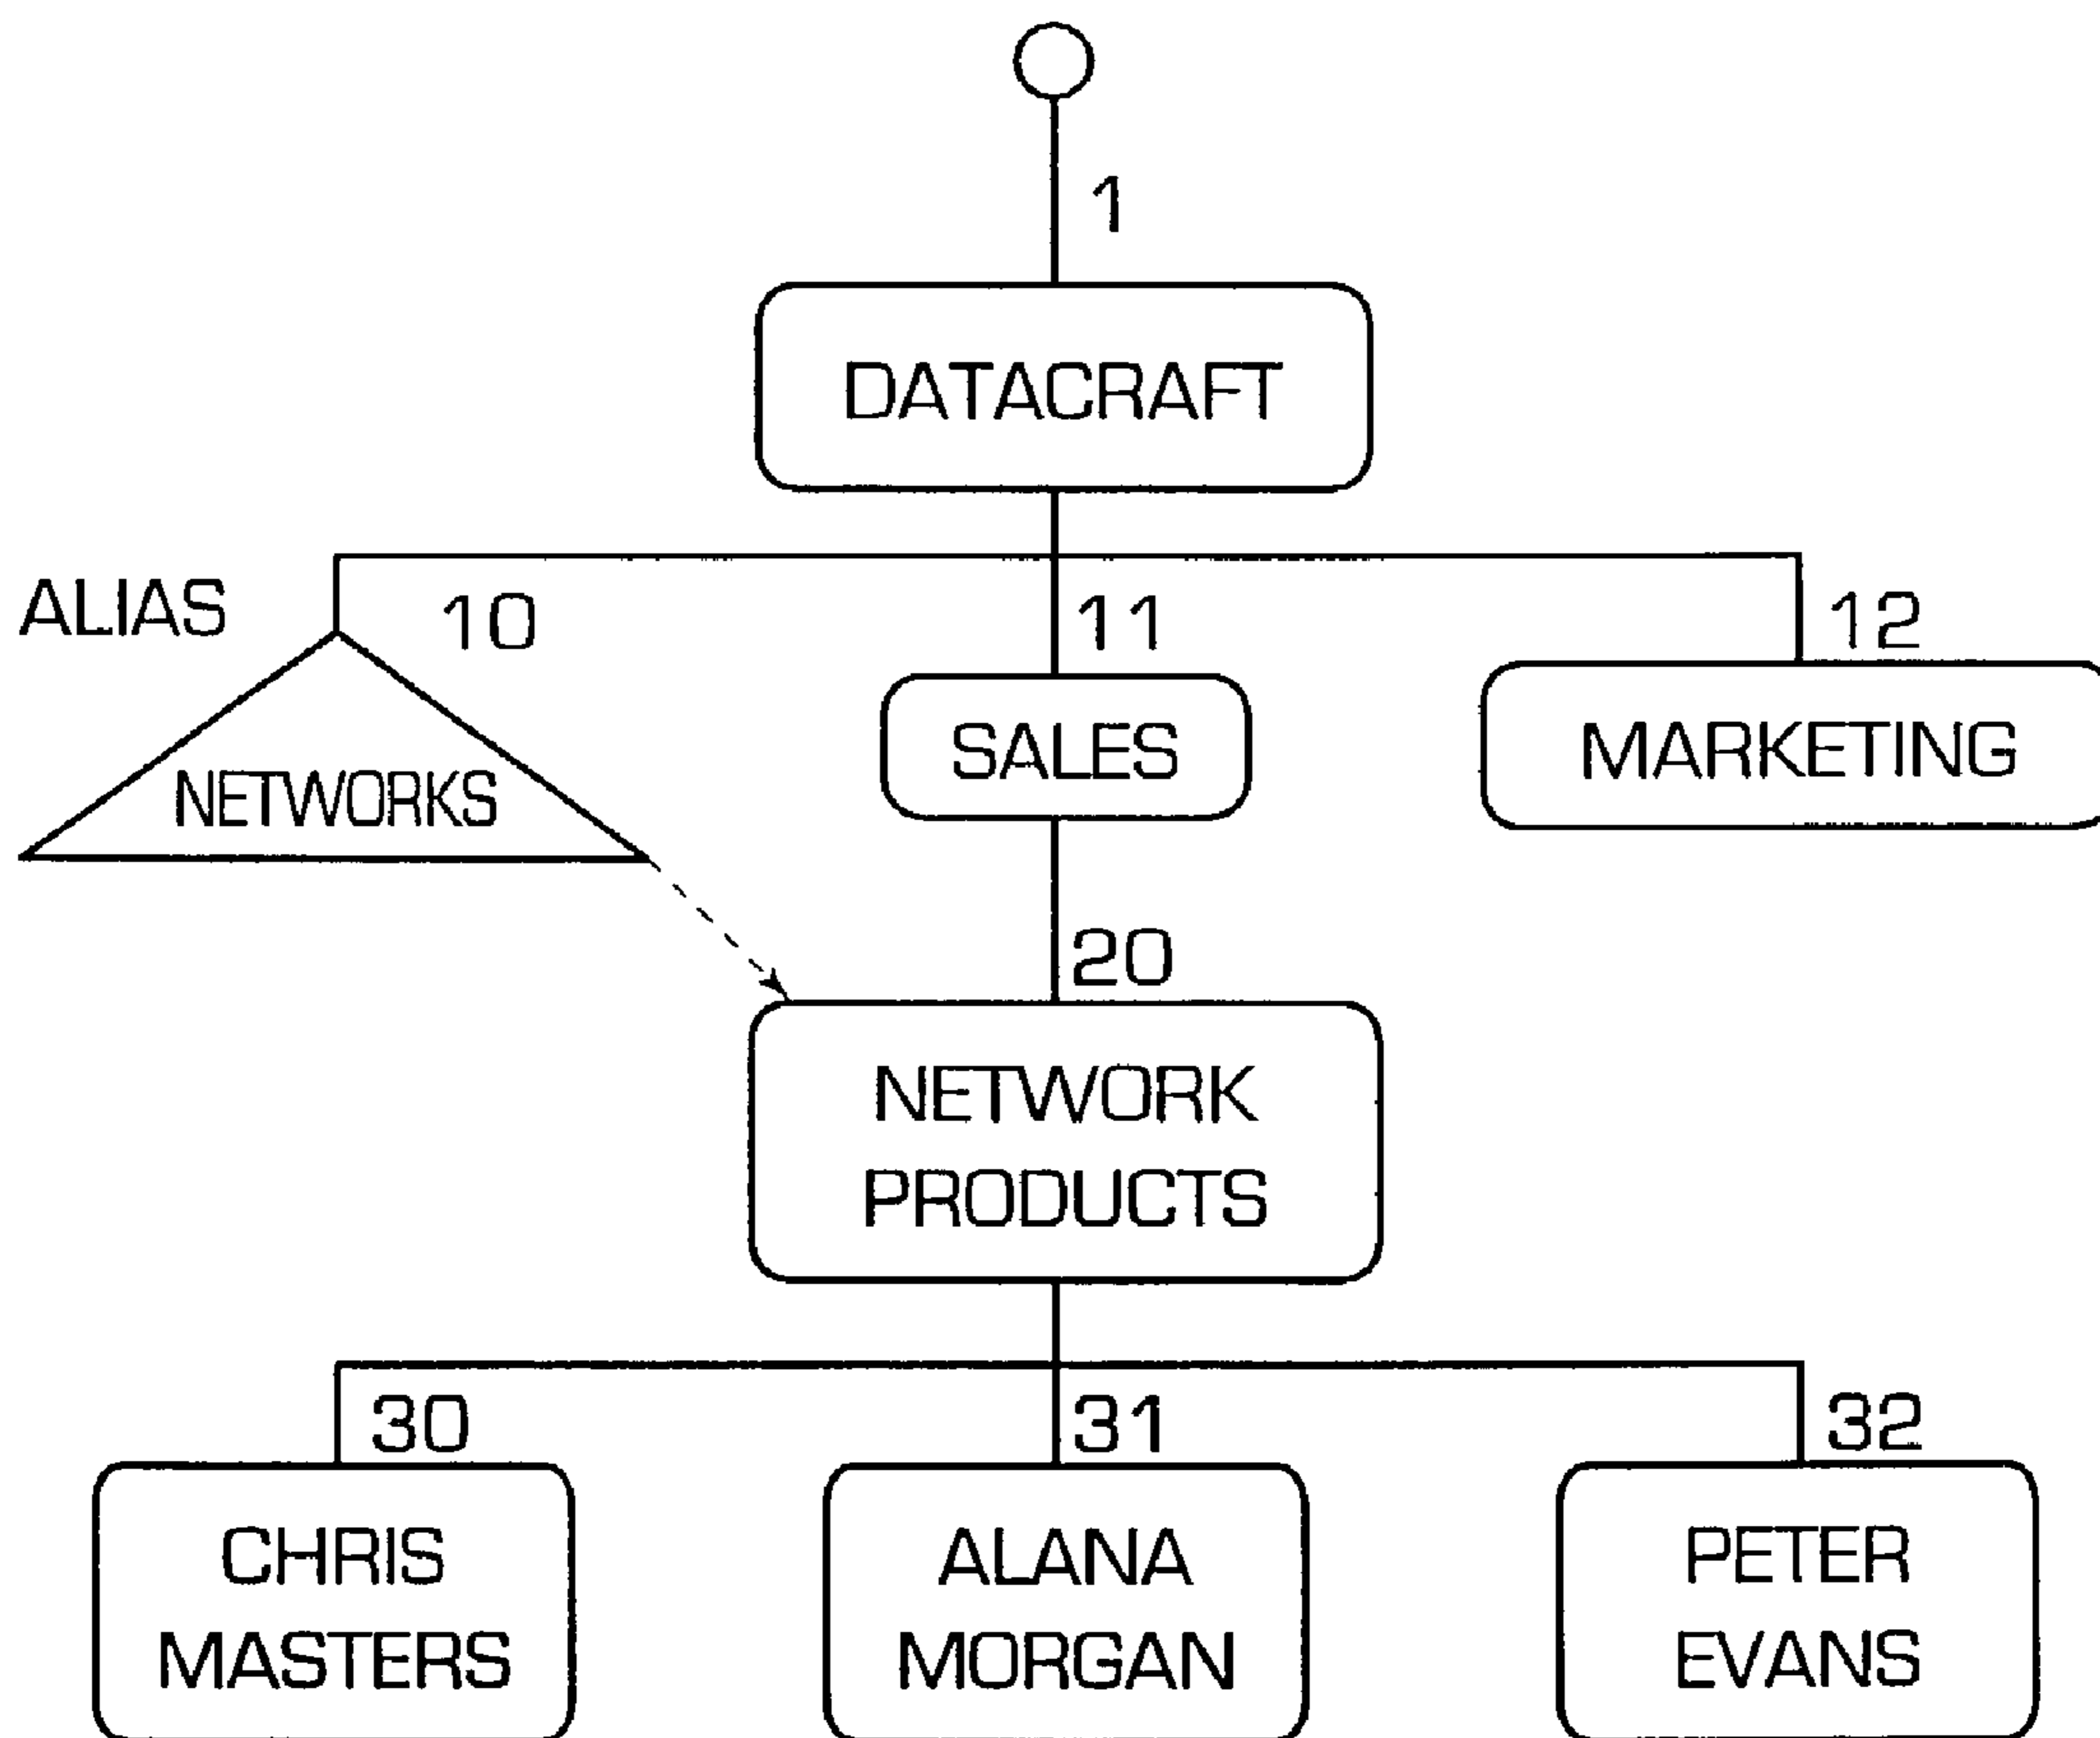 1
DATACRAFT
ALIAS
10
11
12
NETWORKS
SALES
MARKETING
20
NETWORK
PRODUCTS
30
31
32
CHRIS
MASTERS
ALANA
MORGAN
PETER
EVANS